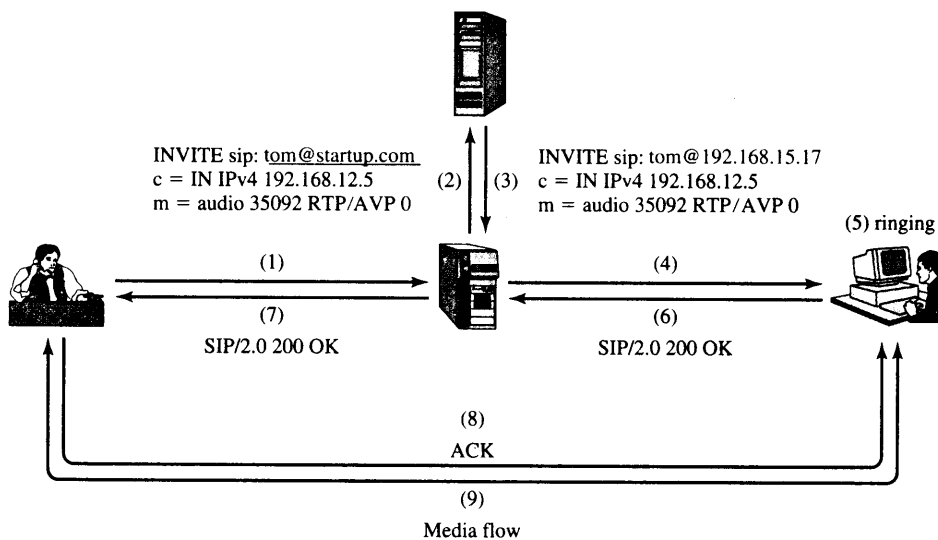 INVITE sip: tom@startup.com
c = IN IPv4 192.168.12.5
m = audio 35092 RTP/AVP 0
(2)
(3)
INVITE sip: tom@192.168.15.17
c = IN IPv4 192.168.12.5
m = audio 35092 RTP/AVP 0
(5) ringing
(1)
(4)
(7)
(6)
SIP/2.0 200 OK
SIP/2.0 200 OK
(8)
ACK
(9)
Media flow